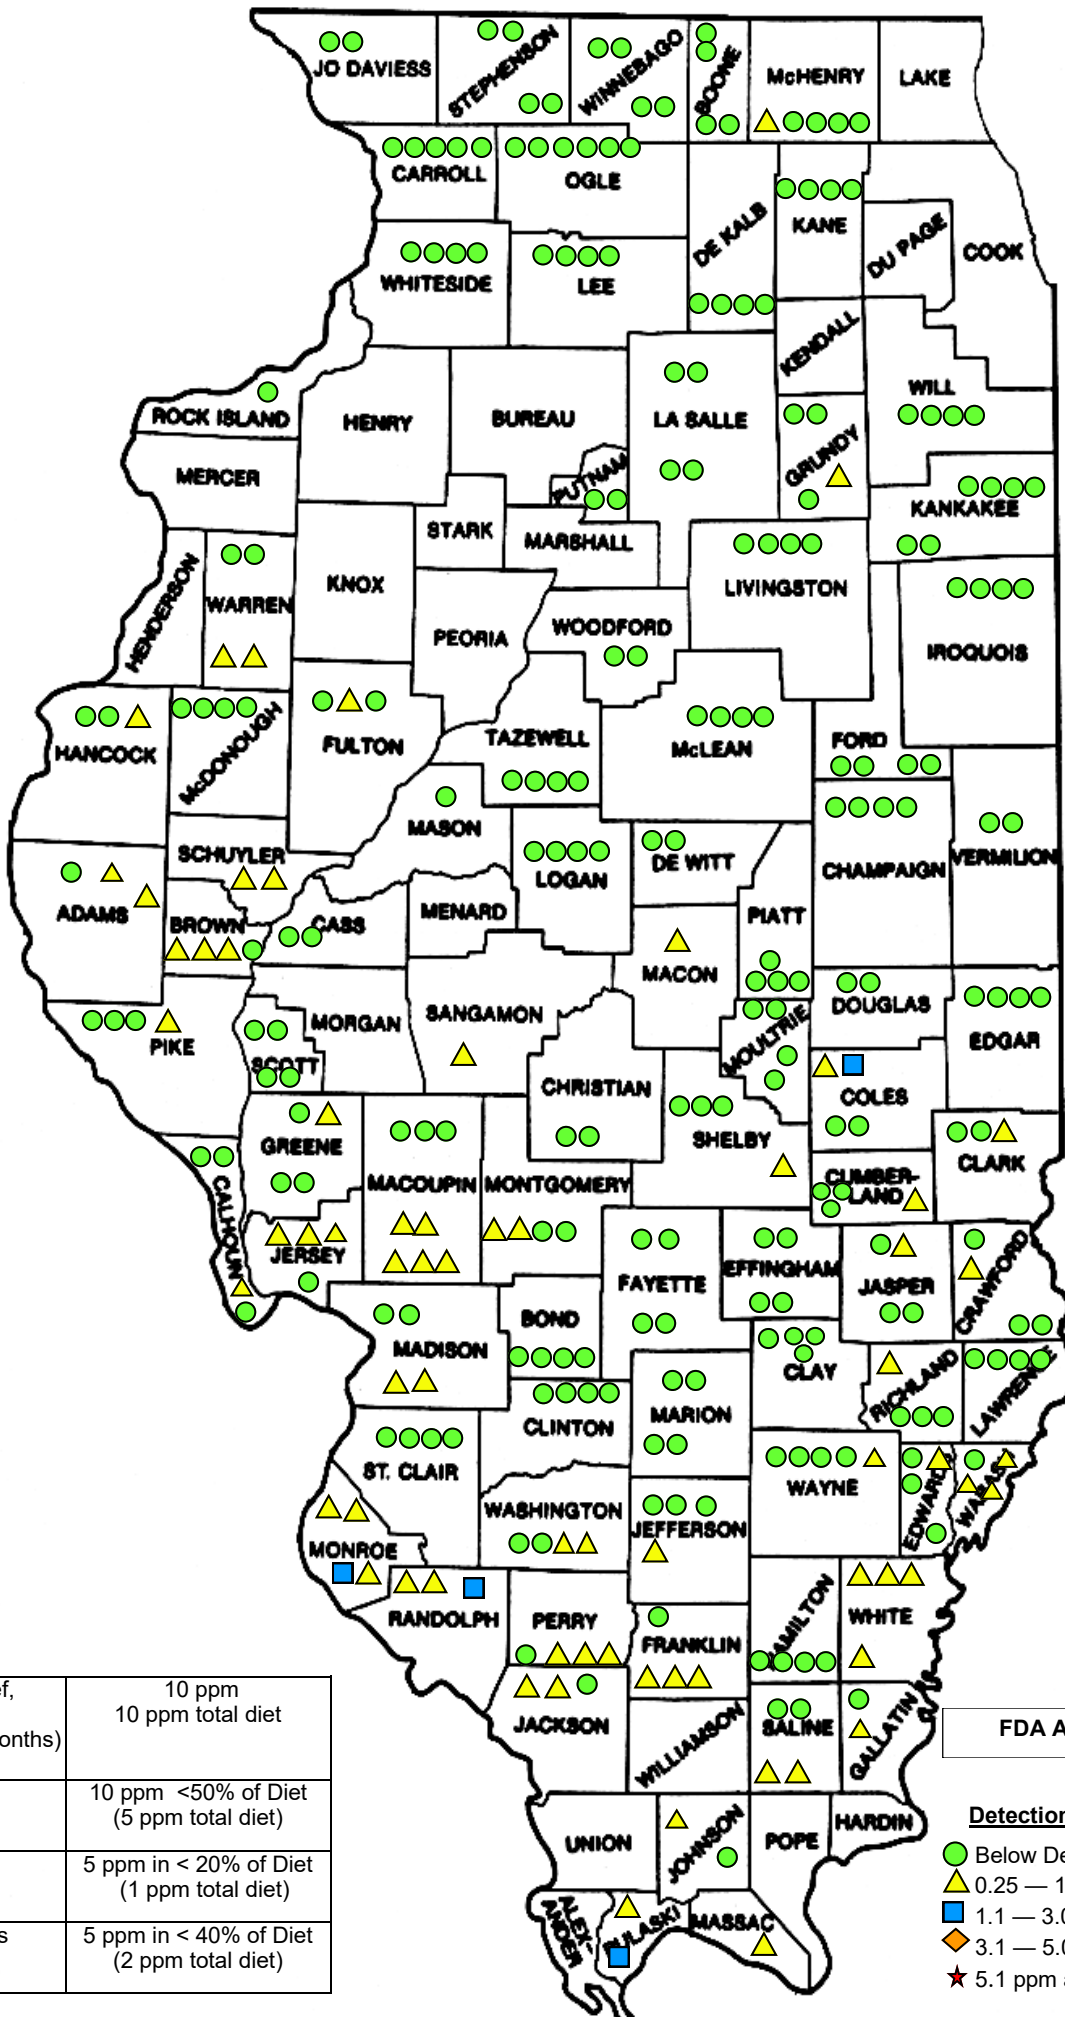 JO DAVIESS
STEPHENSON
WINNEBAGO
BOONE
McHENRY
LAKE
CARROLL
OGLE
DE KALB
KANE
DU PAGE
COOK
WHITESIDE
LEE
KENDALL
WILL
ROCK ISLAND
HENRY
BUREAU
LA SALLE
GRUNDY
MERCER
PUTNAM
KANKAKEE
STARK
MARSHALL
LIVINGSTON
HENDERSON
WARREN
KNOX
PEORIA
WOODFORD
IROQUOIS
HANCOCK
McDONOUGH
FULTON
TAZEWELL
McLEAN
FORD
MASON
SCHUYLER
LOGAN
DE WITT
CHAMPAIGN
VERMILION
ADAMS
BROWN
CASS
MENARD
PIATT
MACON
PIKE
SCOTT
MORGAN
SANGAMON
DOUGLAS
MOULTRIE
EDGAR
CHRISTIAN
COLES
SHELBY
GREENE
CLARK
CALHOUN
MACOUPIN
MONTGOMERY
CUMBER-
LAND
JERSEY
FAYETTE
EFFINGHAM
JASPER
CRAWFORD
BOND
MADISON
CLAY
RICHLAND
LAWRENCE
CLINTON
MARION
ST. CLAIR
WAYNE
EDWARDS
WABASH
WASHINGTON
JEFFERSON
MONROE
RANDOLPH
PERRY
FRANKLIN
HAMILTON
WHITE
JACKSON
WILLIAMSON
SALINE
GALLATIN
UNION
JOHNSON
POPE
HARDIN
ALEX-
ANDER
PULASKI
MASSAC
ef,
10 ppm
10 ppm total diet
onths)
10 ppm <50% of Diet
(5 ppm total diet)
5 ppm in < 20% of Diet
(1 ppm total diet)
s
5 ppm in < 40% of Diet
(2 ppm total diet)
FDA A
Detection
Below De
0.25 — 1
1.1 — 3.0
3.1 — 5.0
5.1 ppm a